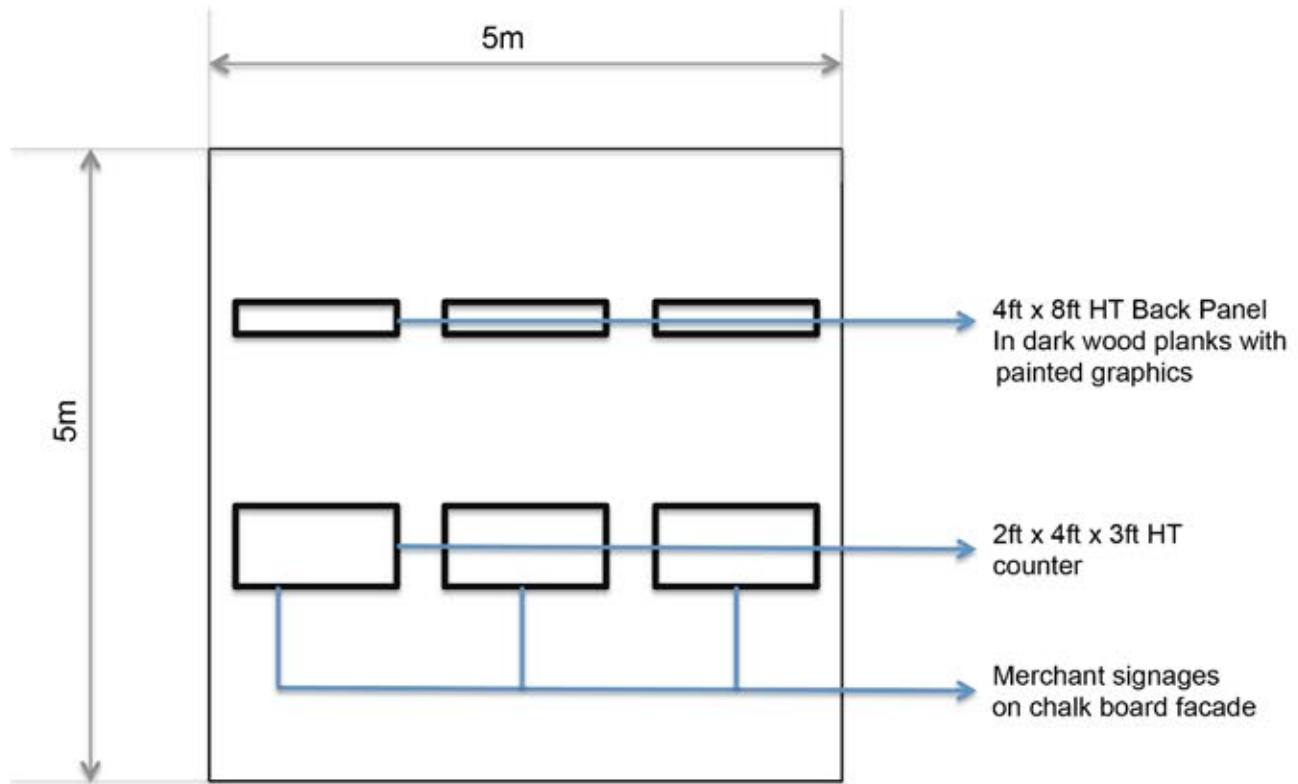 5m
5m
4ft x 8ft HT Back Panel
In dark wood planks with
painted graphics
2ft x 4ft x 3ft HT
counter
Merchant signages
on chalk board facade